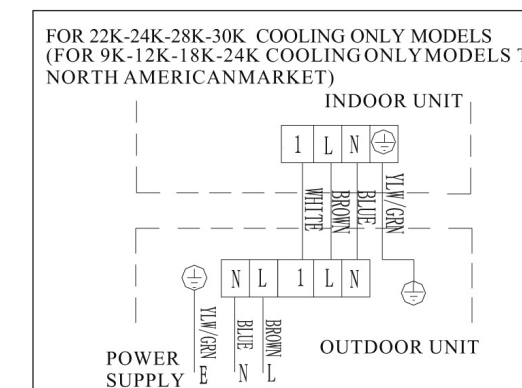 FOR 22K-24K-28K-30K COOLING ONLY MODELS
(FOR 9K-12K-18K-24K COOLING ONLY MODELS T
NORTH AMERICANMARKET)
INDOOR UNIT
1 L N
WHITE
BROWN
BLUE
YLW/GRN
N L 1 L N
YLW/GRN
BLUE
BROWN
OUTDOOR UNIT
POWER
SUPPLY E N L